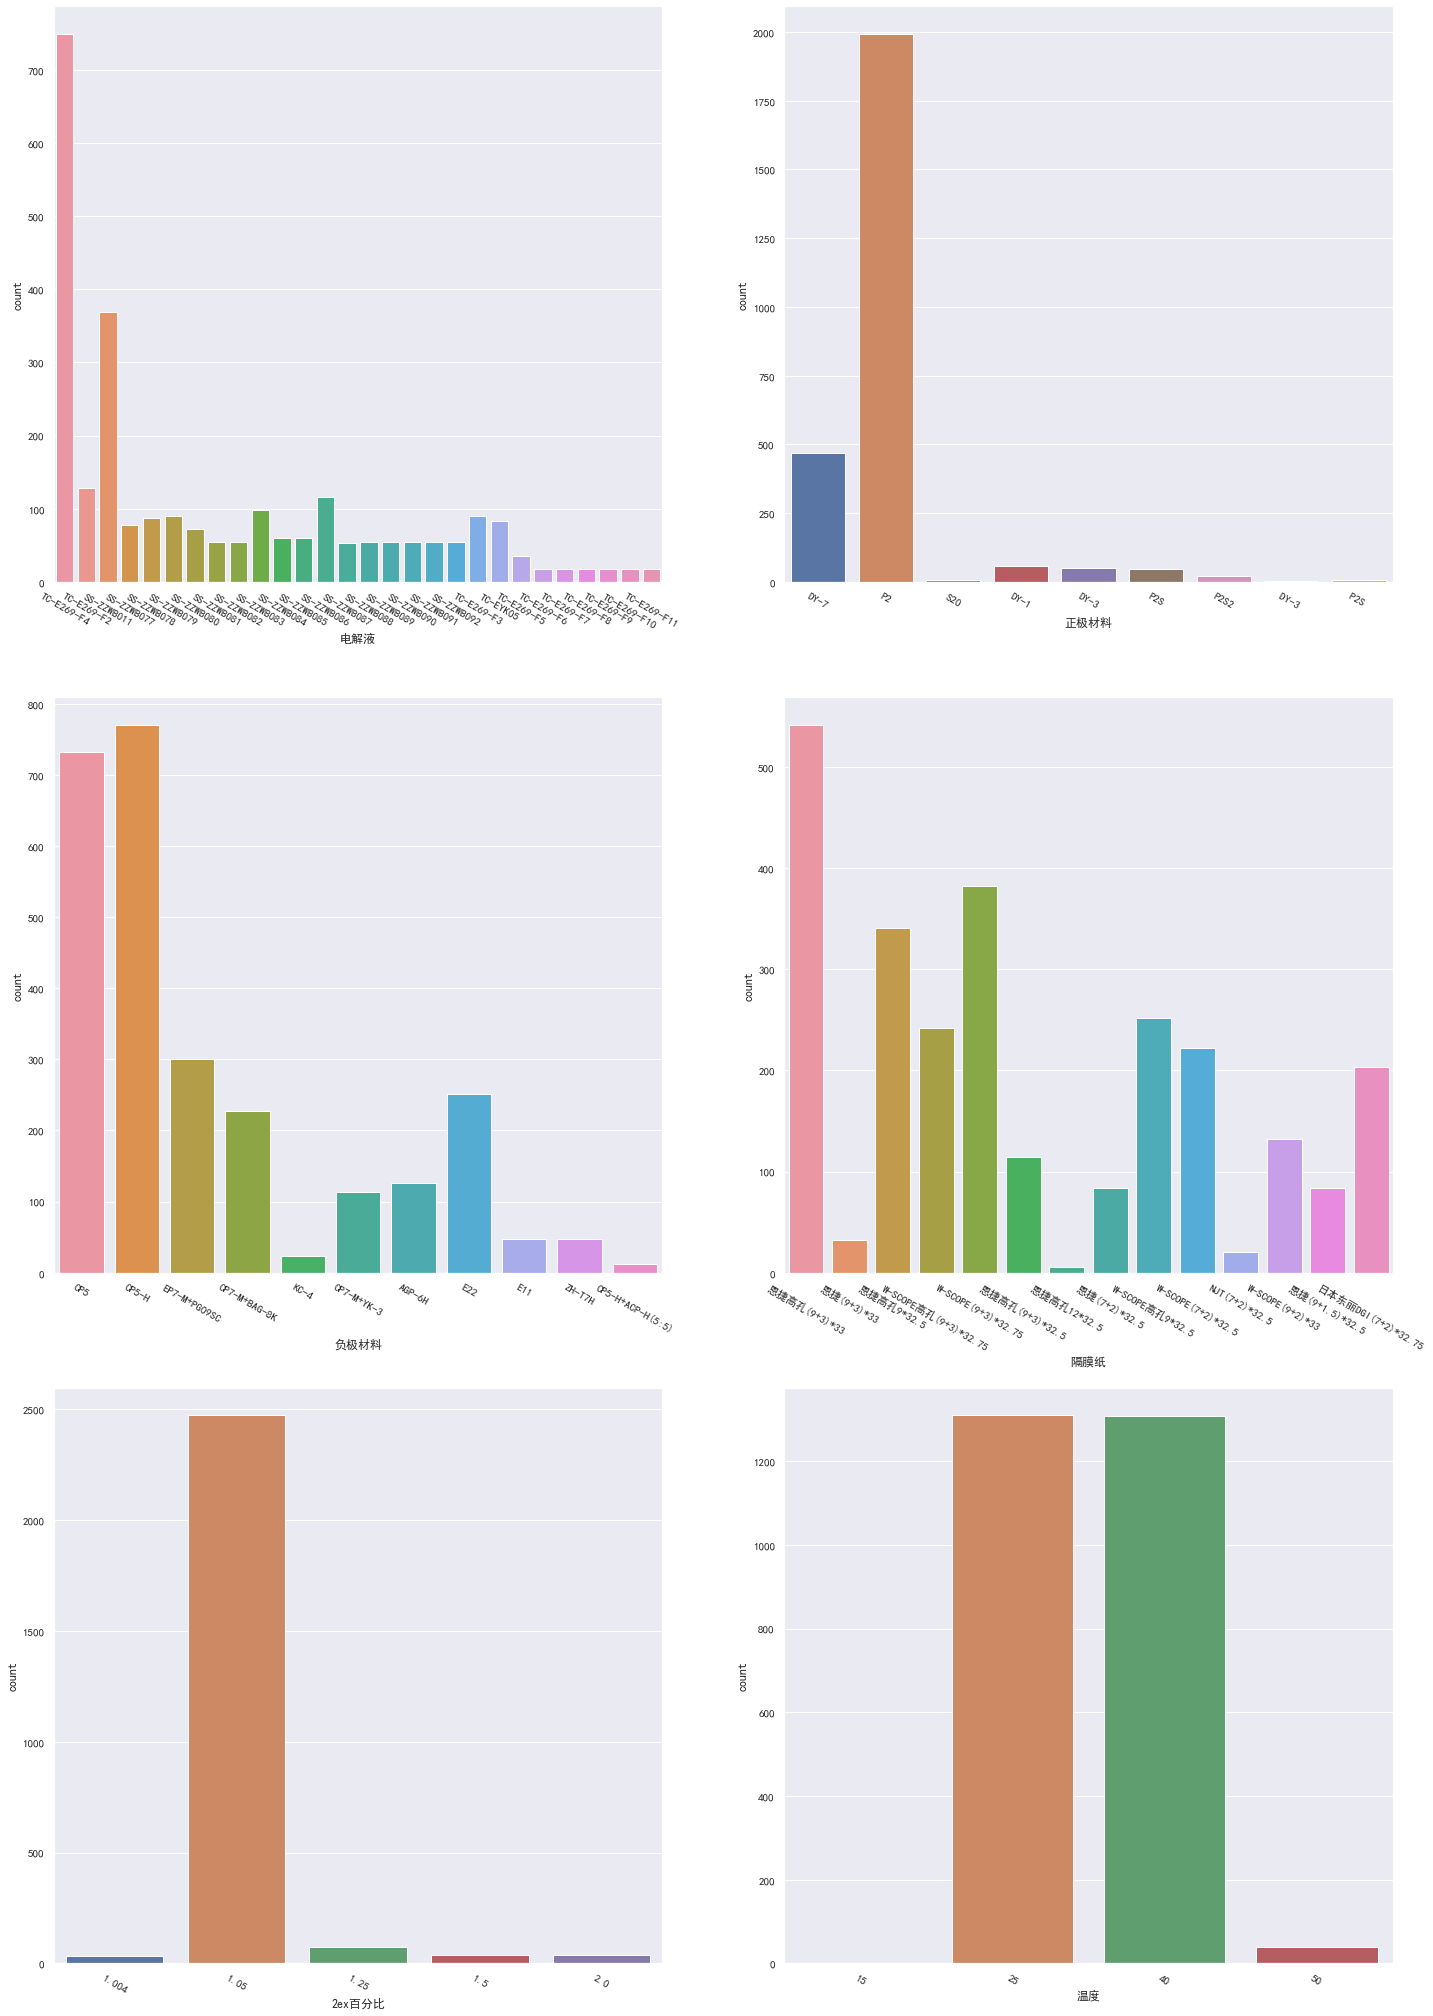 count
700
600
500
400
300
200
100
0
TC-E269-F4
TC-E269-F2
SS-ZZWB011
SS-ZZWB077
SS-ZZWB078
SS-ZZWB079
SS-ZZWB080
SS-ZZWB081
SS-ZZWB082
SS-ZZWB083
SS-ZZWB084
SS-ZZWB085
SS-ZZWB086
SS-ZZWB087
SS-ZZWB088
SS-ZZWB089
SS-ZZWB090
SS-ZZWB091
SS-ZZWB092
TC-E269-F3
TC-EYK05
TC-E269-F5
TC-E269-F6
TC-E269-F7
TC-E269-F8
TC-E269-F9
TC-E269-F10
TC-E269-F11
电解液
count
2000
1750
1500
1250
1000
750
500
250
0
DY-7
P2
S20
DY-1
DY-3
P2S
P2S2
DY-3
P2S
正极材料
count
800
700
600
500
400
300
200
100
0
QP5
QP5-H
EP7-M+PGO9SC
QP7-M+BAG-8K
KC-4
QP7-M+YK-3
AGP-6H
E22
E11
ZH-T7H
QP5-H+AGP-H(5:5)
负极材料
count
500
400
300
200
100
0
恩捷高孔(9+3)*33
恩捷(9+3)*33
恩捷高孔9*32.5
W-SCOPE高孔(9+3)*32.75
W-SCOPE(9+3)*32.75
恩捷高孔(9+3)*32.5
恩捷高孔12*32.5
恩捷(7+2)*32.5
W-SCOPE高孔9*32.5
W-SCOPE(7+2)*32.5
NJT(7+2)*32.5
W-SCOPE(9+2)*33
恩捷(9+1.5)*32.5
日本东丽DGI(7+2)*32.75
隔膜纸
count
2500
2000
1500
1000
500
0
1.004
1.05
1.25
1.5
2.0
2ex百分比
count
1200
1000
800
600
400
200
0
15
25
40
50
温度